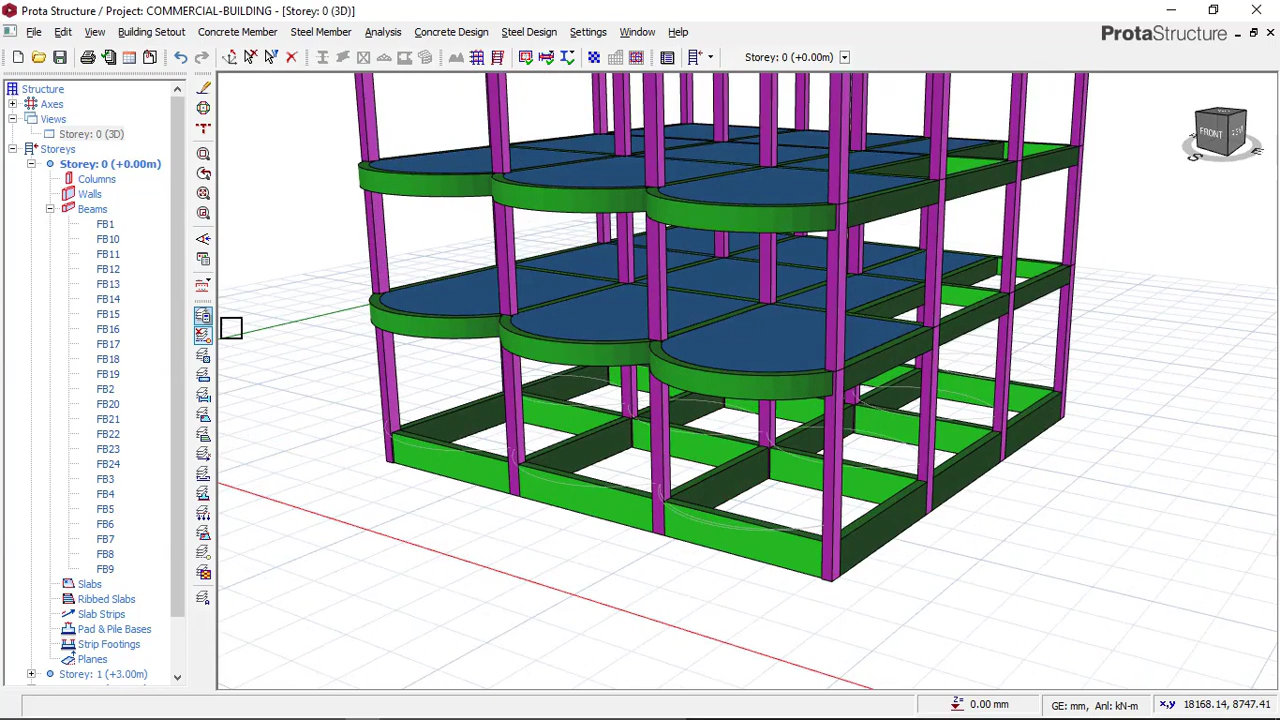 Prota Structure / Project: COMMERCIAL-BUILDING - [Storey: 0 (3D)]
File Edit View Building Setout Concrete Member Steel Member Analysis Concrete Design Steel Design Settings Window Help
ProtaStructure
Storey: 0 (+0.00m)
Structure
Axes
Views
Storey: 0 (3D)
Storeys
Storey: 0 (+0.00m)
Columns
Walls
Beams
FB1
FB10
FB11
FB12
FB13
FB14
FB15
FB16
FB17
FB18
FB19
FB2
FB20
FB21
FB22
FB23
FB24
FB3
FB4
FB5
FB6
FB7
FB8
FB9
Slabs
Ribbed Slabs
Slab Strips
Pad & Pile Bases
Strip Footings
Planes
Storey: 1 (+3.00m)
FRONT
S
E
Z= 0.00 mm
GE: mm, Anl: kN-m
x,y 18168.14, 8747.41